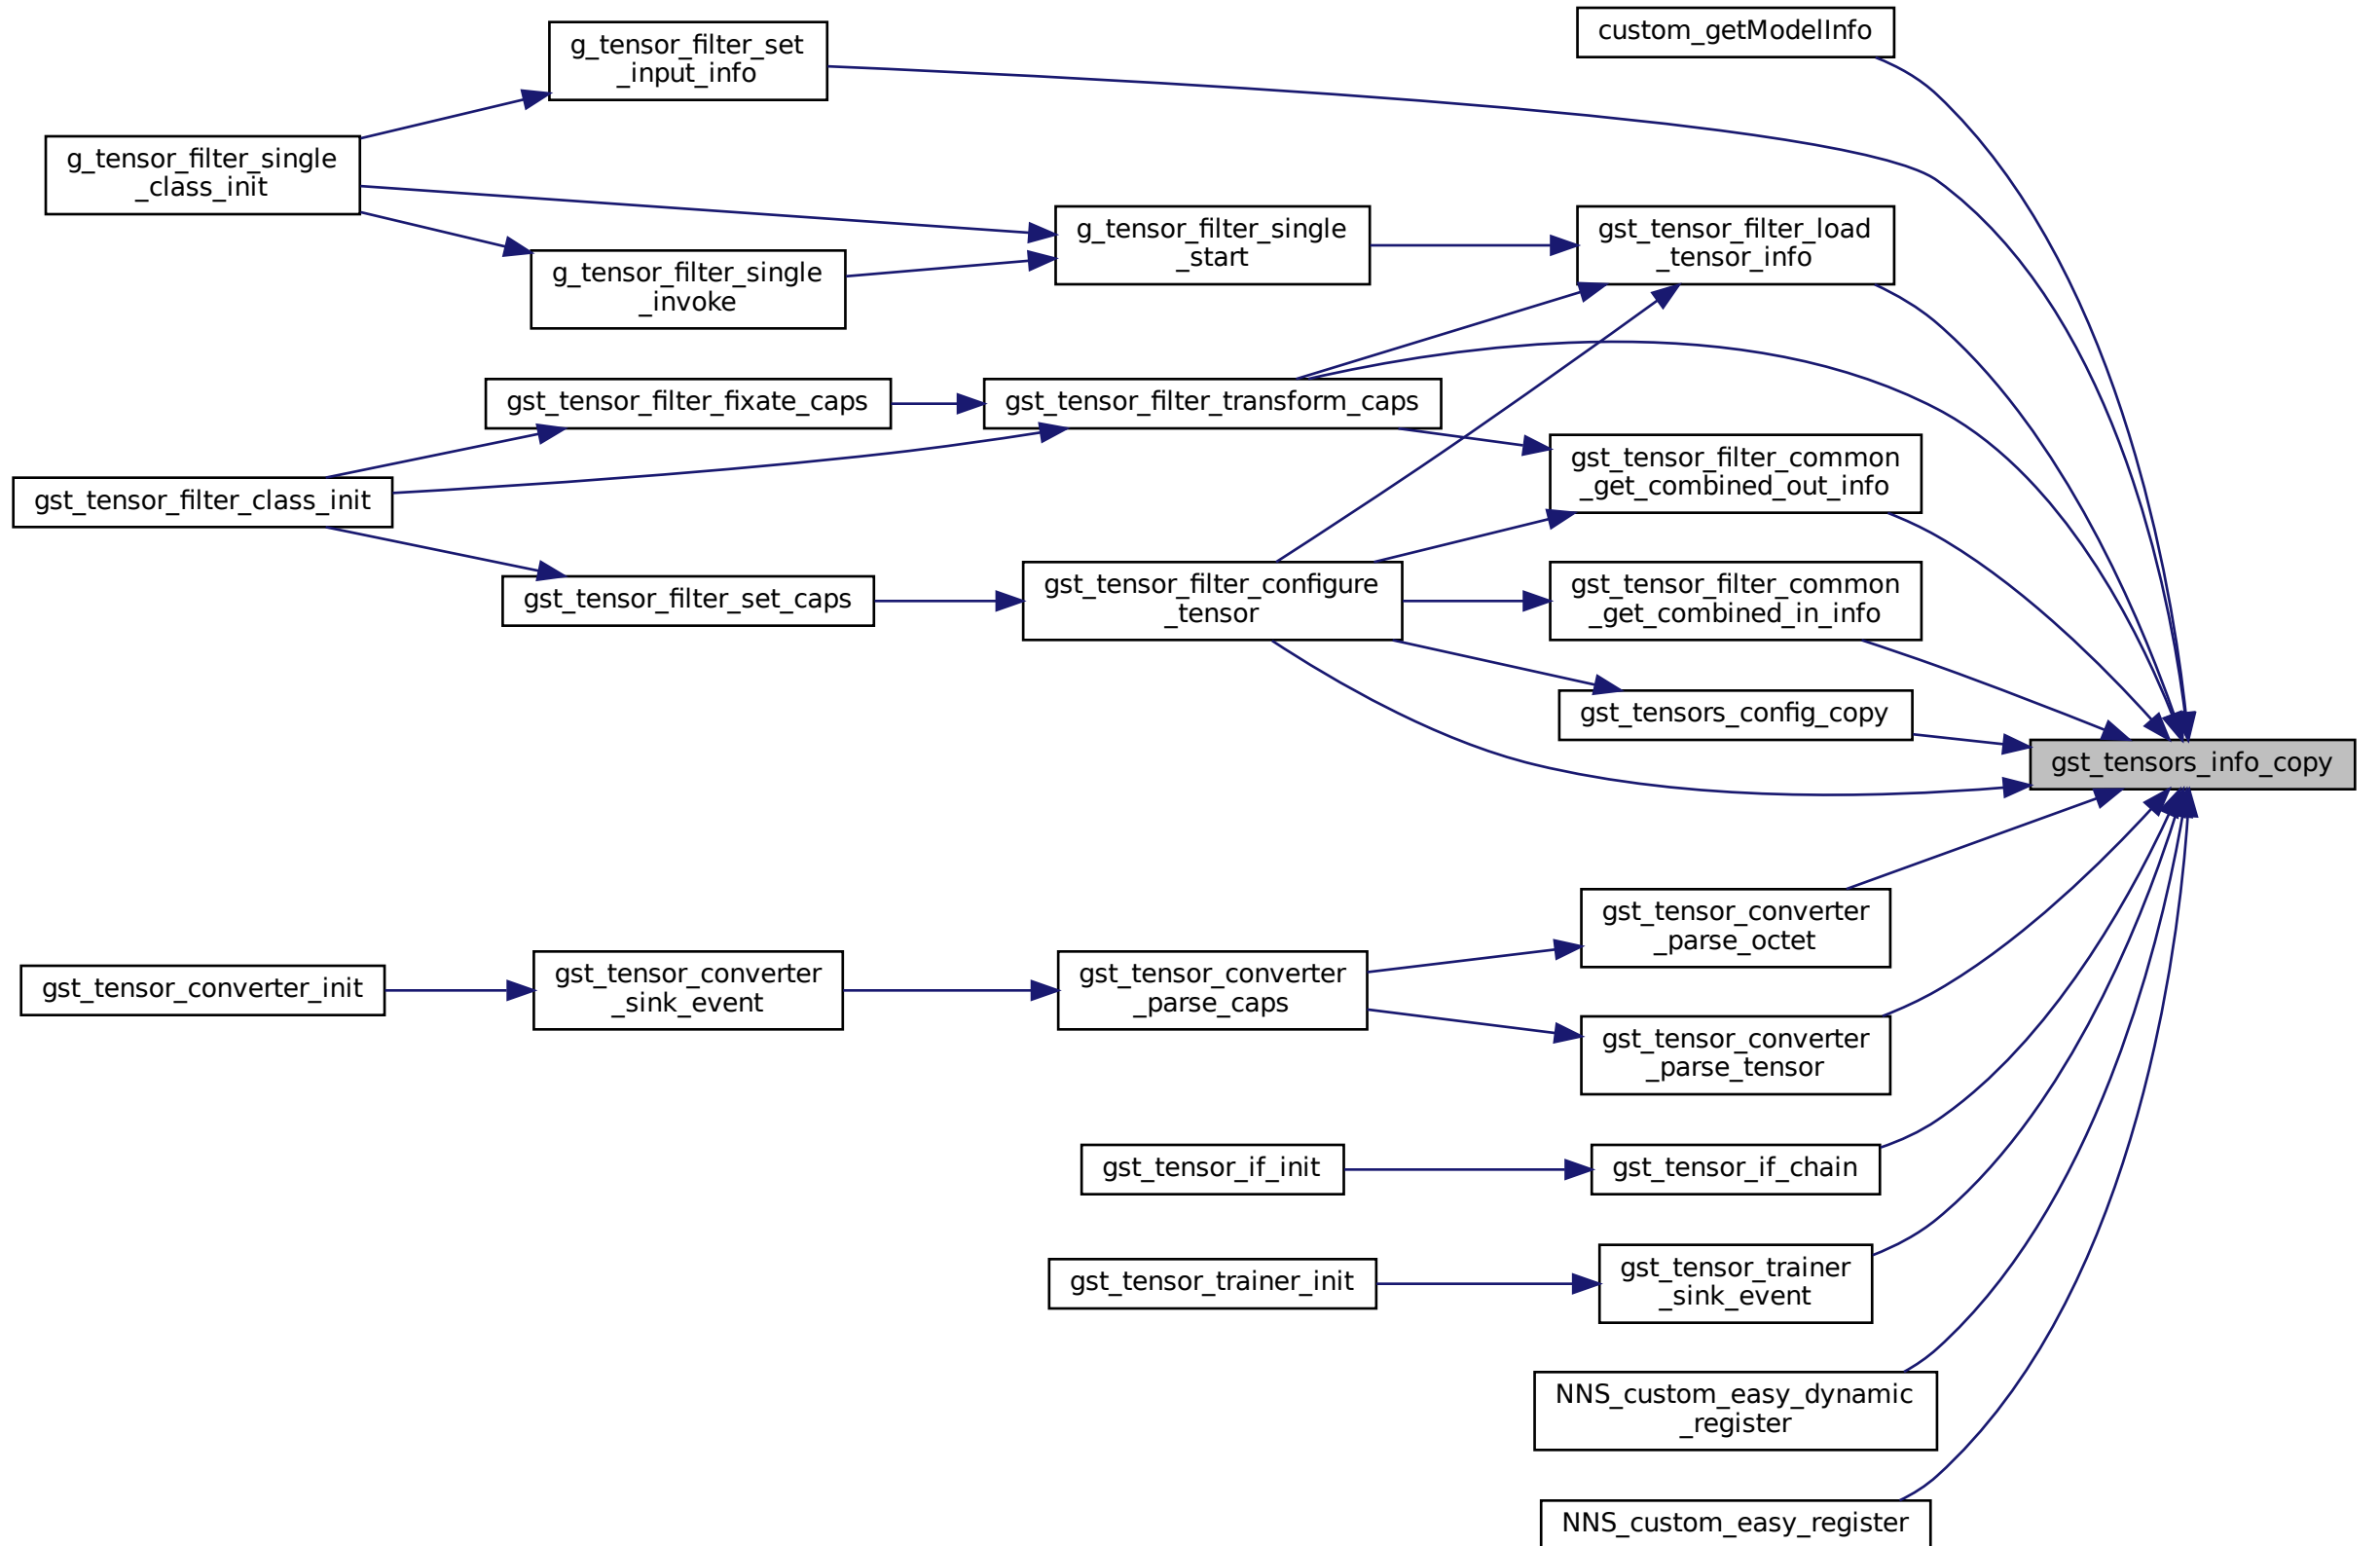 custom_getModelInfo
g_tensor_filter_set
_input_info
g_tensor_filter_single
_class_init
g_tensor_filter_single
_start
gst_tensor_filter_load
_tensor_info
g_tensor_filter_single
_invoke
gst_tensor_filter_fixate_caps
gst_tensor_filter_transform_caps
gst_tensor_filter_common
_get_combined_out_info
gst_tensor_filter_class_init
gst_tensor_filter_set_caps
gst_tensor_filter_configure
_tensor
gst_tensor_filter_common
_get_combined_in_info
gst_tensors_config_copy
gst_tensors_info_copy
gst_tensor_converter
_parse_octet
gst_tensor_converter_init
gst_tensor_converter
_sink_event
gst_tensor_converter
_parse_caps
gst_tensor_converter
_parse_tensor
gst_tensor_if_init
gst_tensor_if_chain
gst_tensor_trainer_init
gst_tensor_trainer
_sink_event
NNS_custom_easy_dynamic
_register
NNS_custom_easy_register